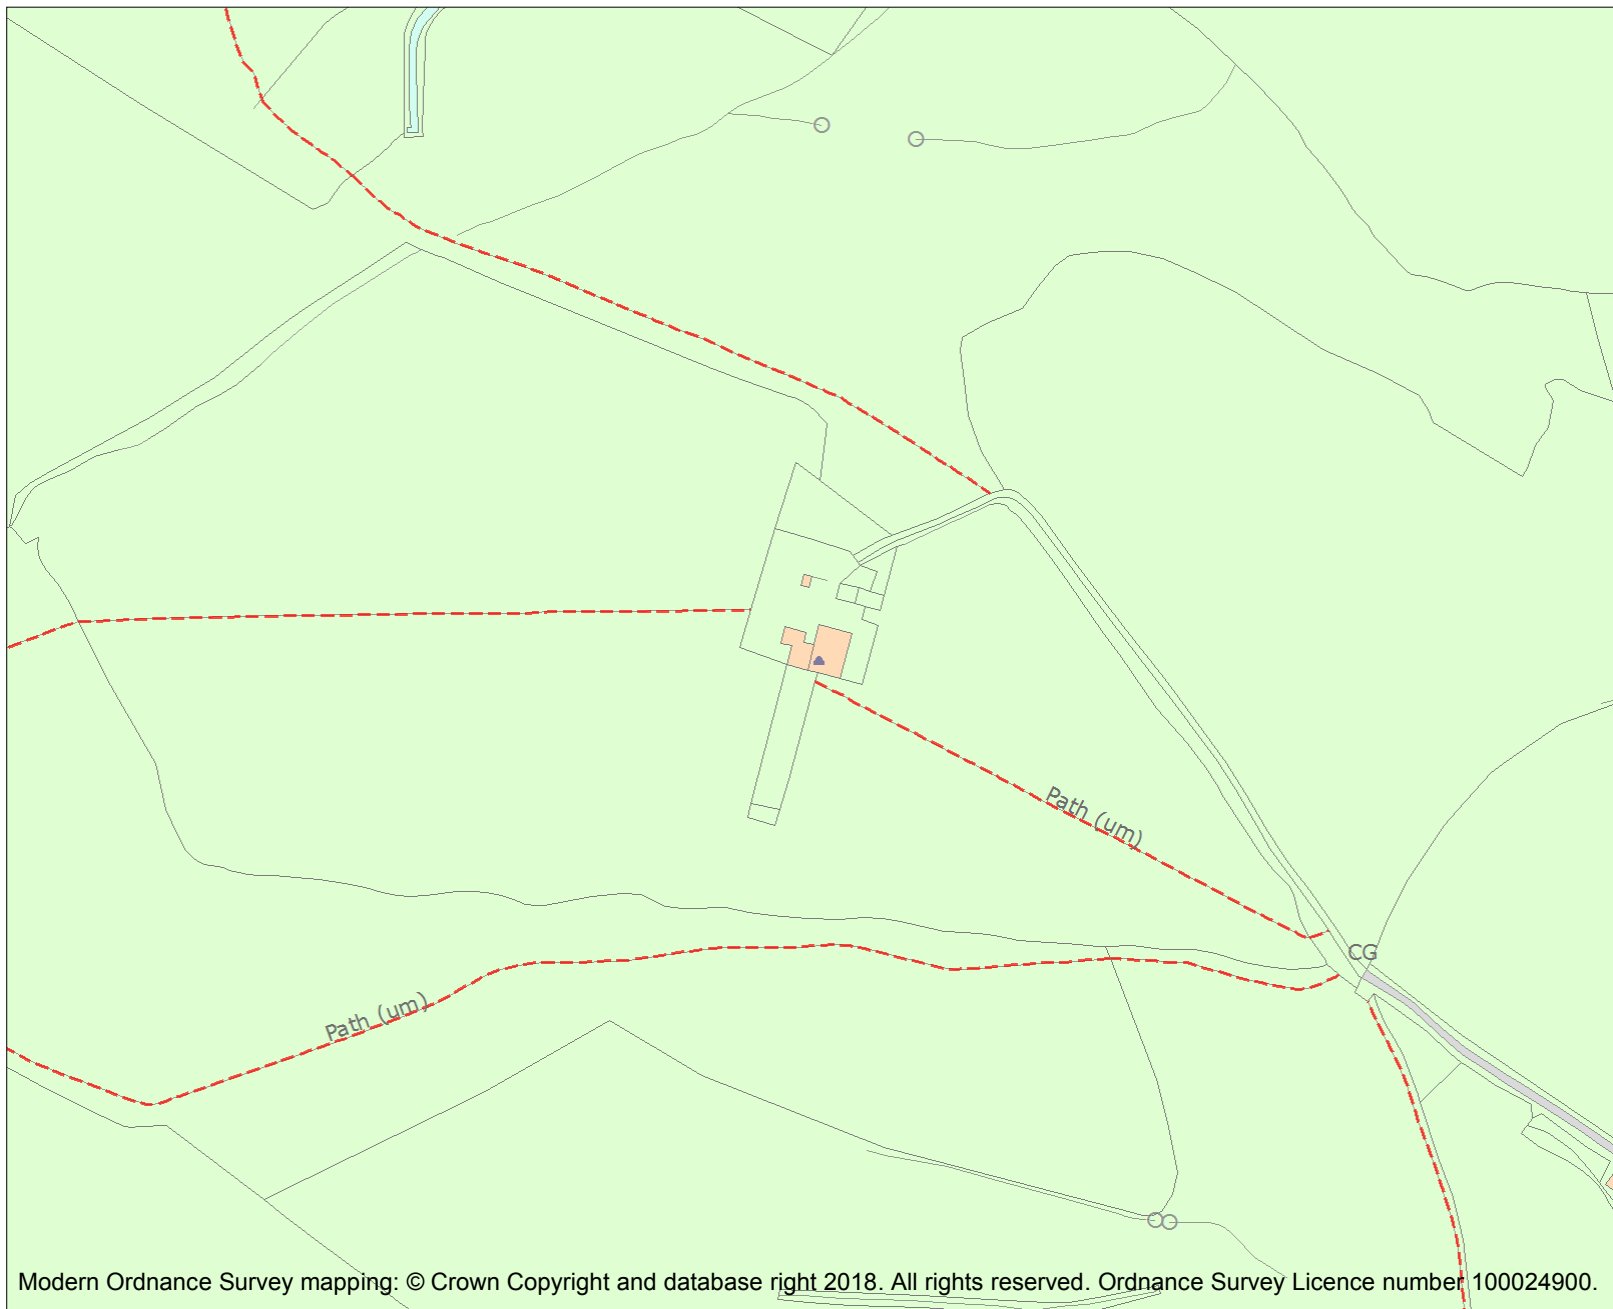 Path (um)
CG
Path (um)
Modern Ordnance Survey mapping: © Crown Copyright and database right 2018. All rights reserved. Ordnance Survey Licence number 100024900.